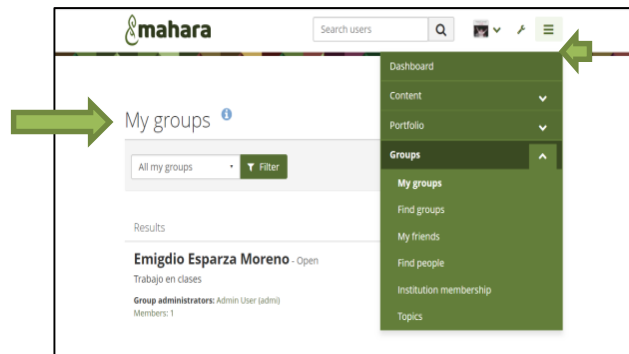 mahara
Search users
Dashboard
Content
Portfolio
Groups
My groups
Find groups
My friends
Find people
Institution membership
Topics
My groups
All my groups
Filter
Results
Emigdio Esparza Moreno - Open
Trabajo en clases
Group administrators: Admin User (admi)
Members: 1